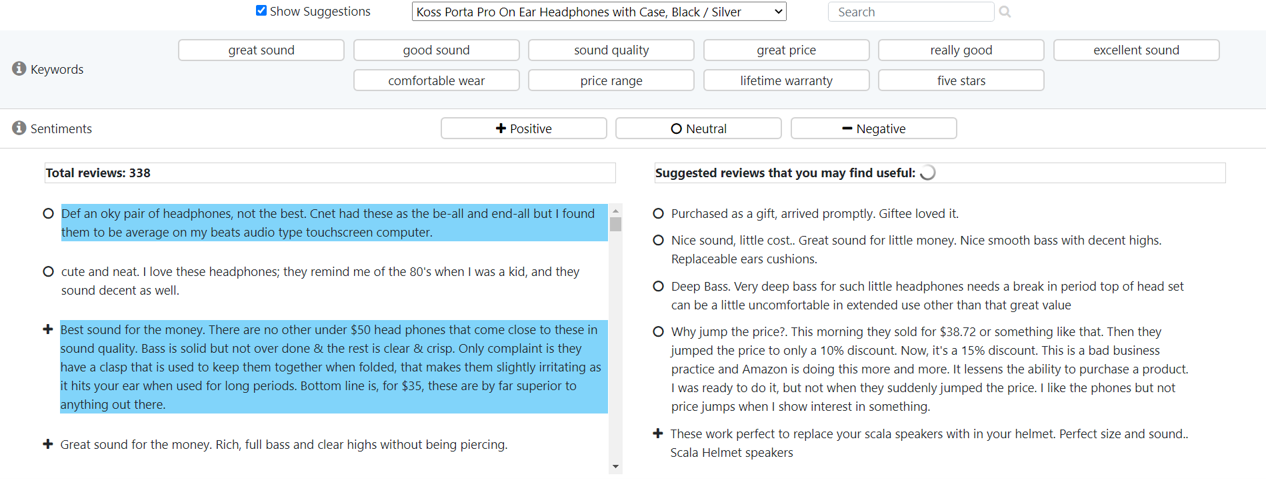 Show Suggestions
Koss Porta Pro On Ear Headphones with Case, Black / Silver
Search
Keywords
great sound
good sound
sound quality
great price
really good
excellent sound
comfortable wear
price range
lifetime warranty
five stars
Sentiments
Positive
Neutral
Negative
Total reviews: 338
Def an oky pair of headphones, not the best. Cnet had these as the be-all and end-all but I found
them to be average on my beats audio type touchscreen computer.
cute and neat. I love these headphones; they remind me of the 80's when I was a kid, and they
sound decent as well.
Best sound for the money. There are no other under $50 head phones that come close to these in
sound quality. Bass is solid but not over done & the rest is clear & crisp. Only complaint is they
have a clasp that is used to keep them together when folded, that makes them slightly irritating as
it hits your ear when used for long periods. Bottom line is, for $35, these are by far superior to
anything out there.
Great sound for the money. Rich, full bass and clear highs without being piercing.
Suggested reviews that you may find useful:
Purchased as a gift, arrived promptly. Giftee loved it.
Nice sound, little cost.. Great sound for little money. Nice smooth bass with decent highs.
Replaceable ears cushions.
Deep Bass. Very deep bass for such little headphones needs a break in period top of head set
can be a little uncomfortable in extended use other than that great value
Why jump the price?. This morning they sold for $38.72 or something like that. Then they
jumped the price to only a 10% discount. Now, it's a 15% discount. This is a bad business
practice and Amazon is doing this more and more. It lessens the ability to purchase a product.
I was ready to do it, but not when they suddenly jumped the price. I like the phones but not
price jumps when I show interest in something.
These work perfect to replace your scala speakers with in your helmet. Perfect size and sound..
Scala Helmet speakers